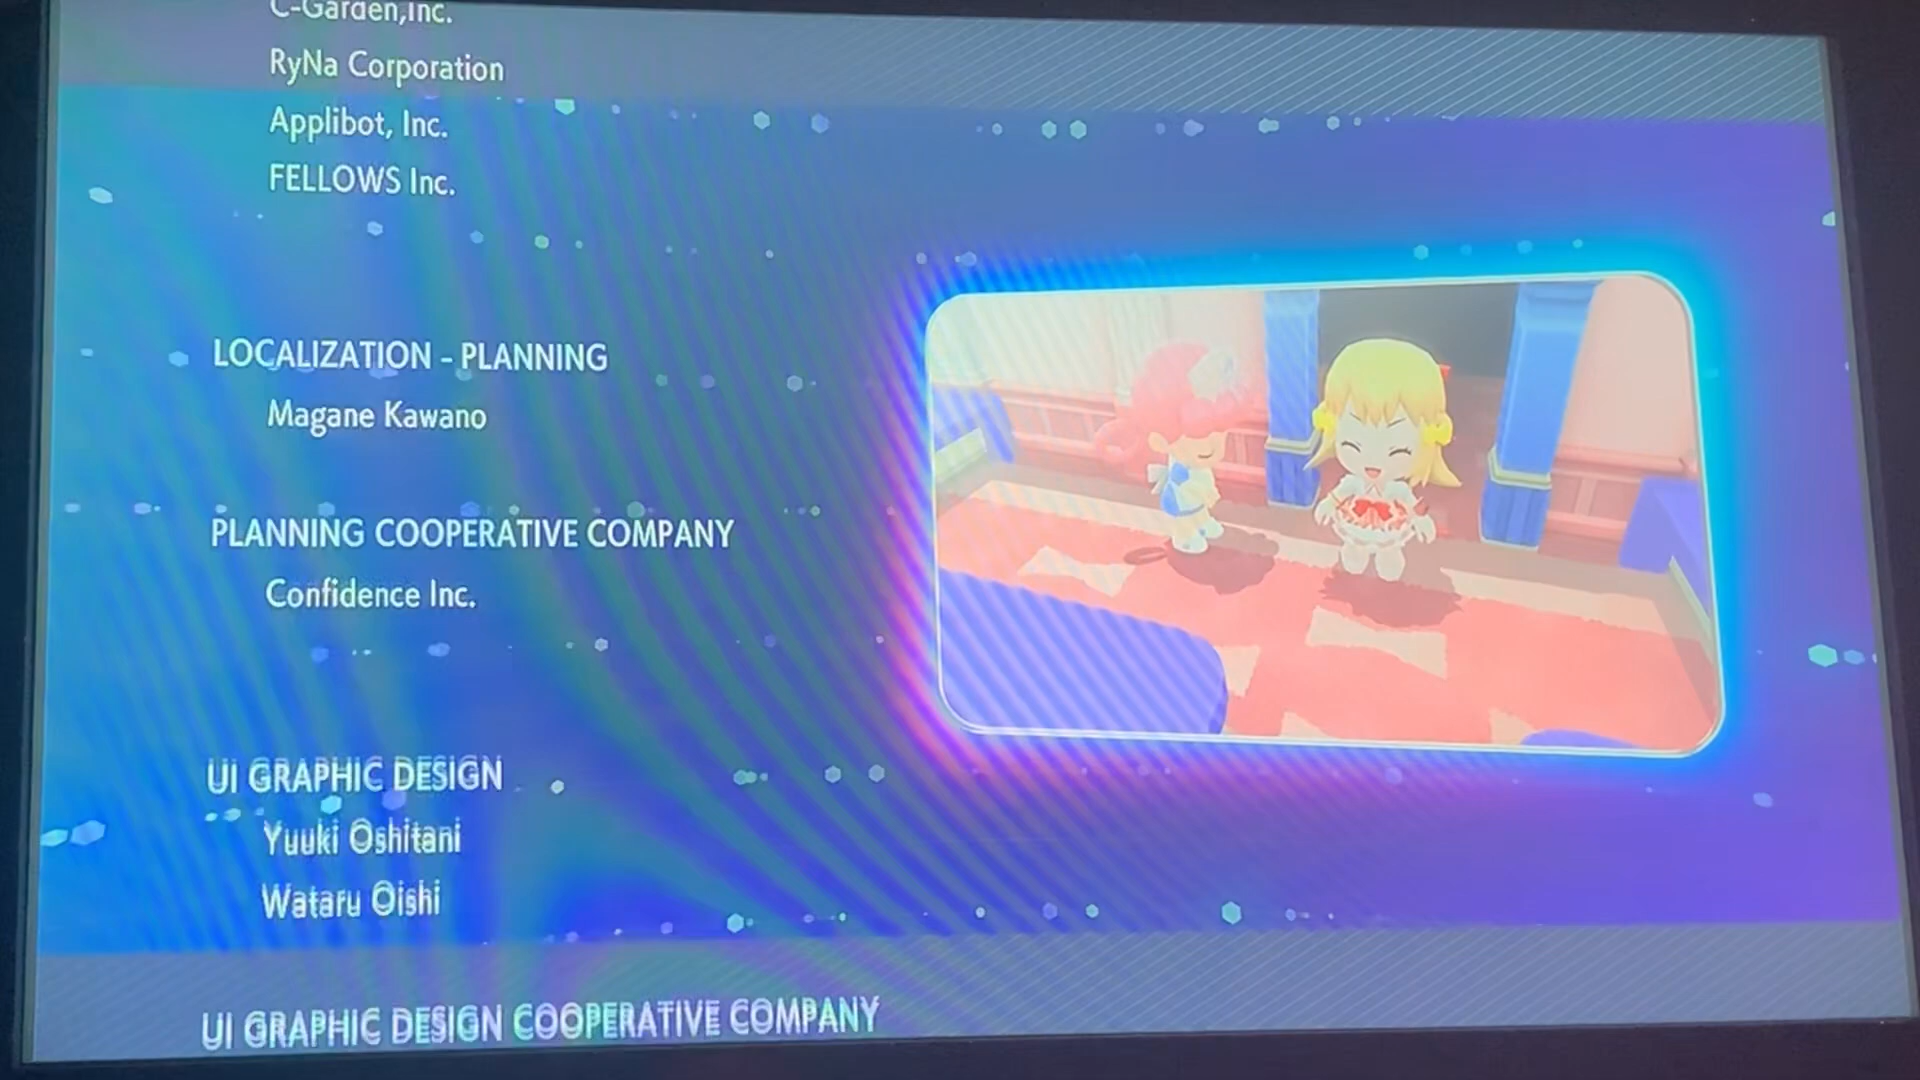 C-Garden,Inc.
RyNa Corporation
Applibot, Inc.
FELLOWS Inc.
LOCALIZATION - PLANNING
Magane Kawano
PLANNING COOPERATIVE COMPANY
Confidence Inc.
UI GRAPHIC DESIGN
Yuuki Oshitani
Wataru Oishi
UI GRAPHIC DESIGN COOPERATIVE COMPANY